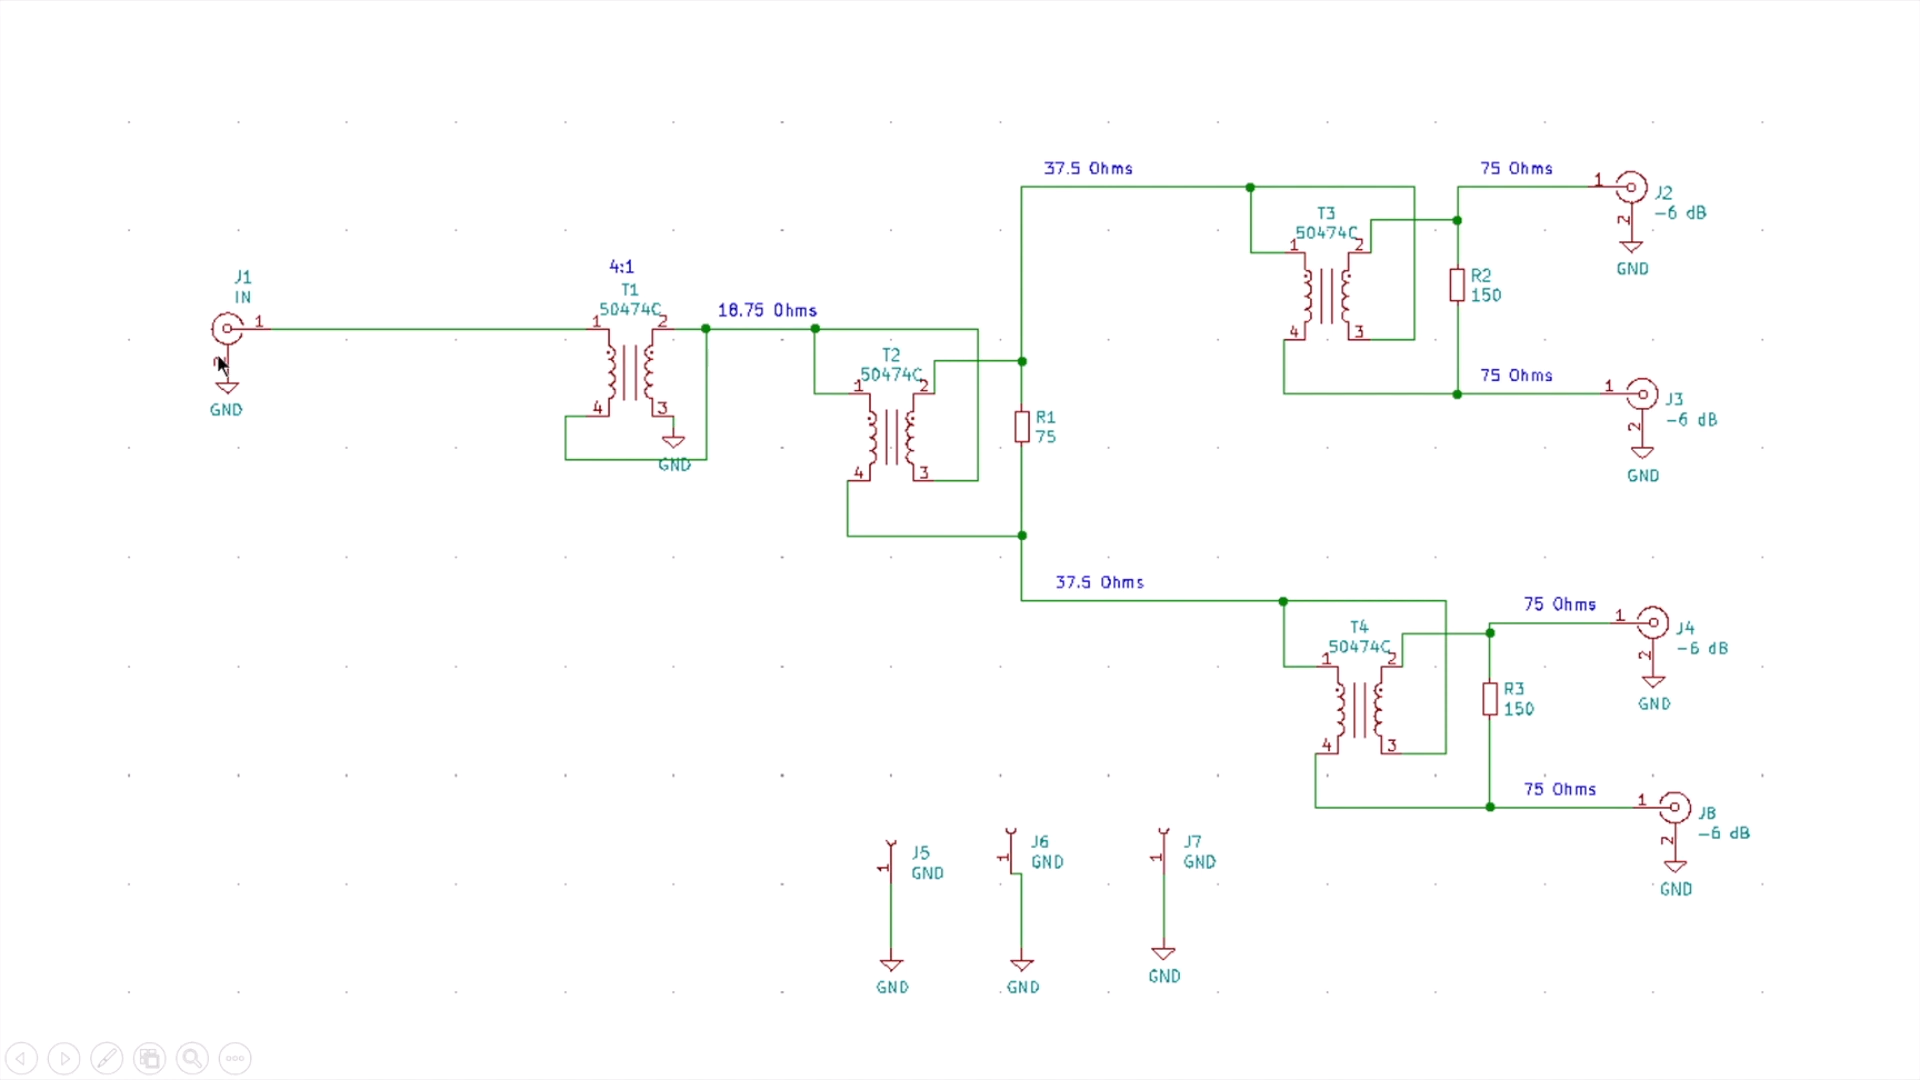 J1
IN
1
2
GND
4:1
T1
50474C
1
2
4
3
GND
18.75 Ohms
T2
50474C
1
2
4
3
R1
75
37.5 Ohms
T3
50474C
1
2
4
3
R2
150
75 Ohms
1
J2
-6 dB
2
GND
75 Ohms
1
J3
-6 dB
2
GND
37.5 Ohms
T4
50474C
1
2
4
3
R3
150
75 Ohms
1
J4
-6 dB
2
GND
75 Ohms
1
J8
-6 dB
2
GND
1
J5
GND
GND
1
J6
GND
GND
1
J7
GND
GND